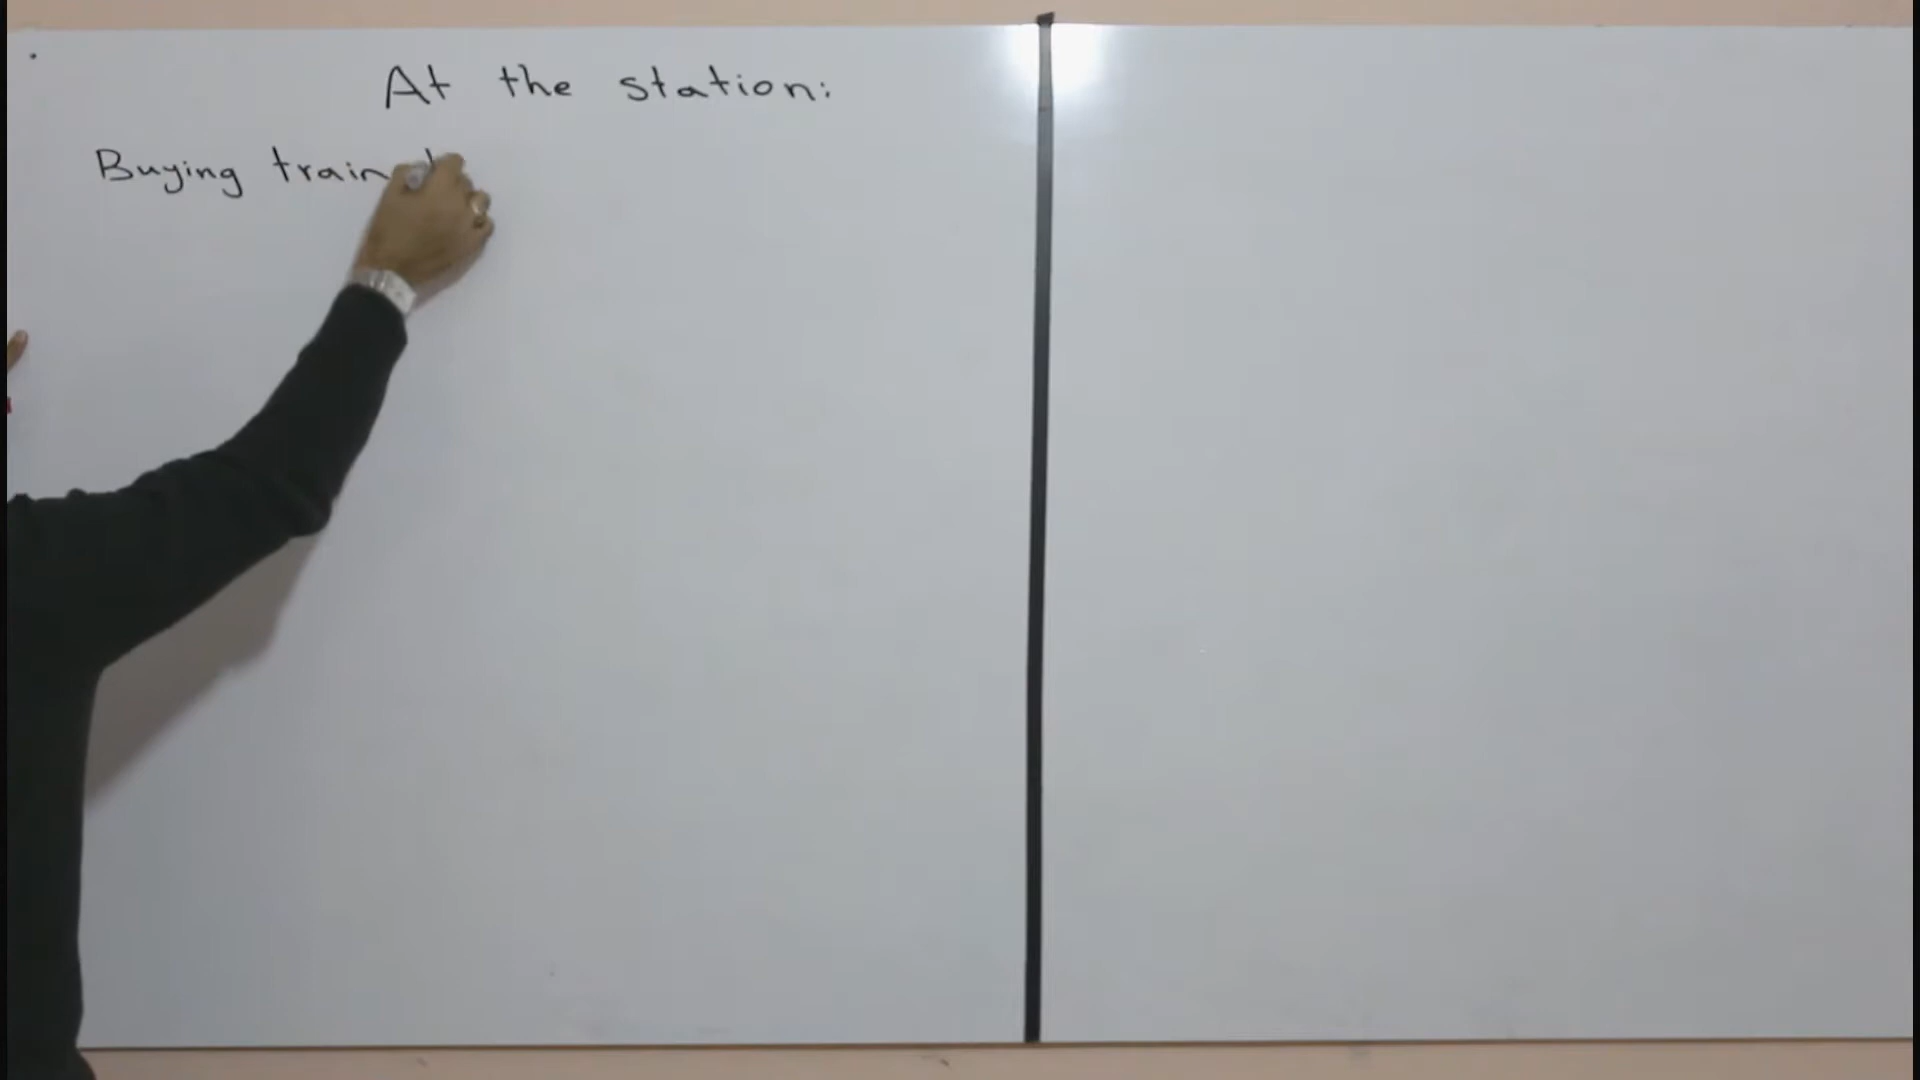 At the station:
Buying train